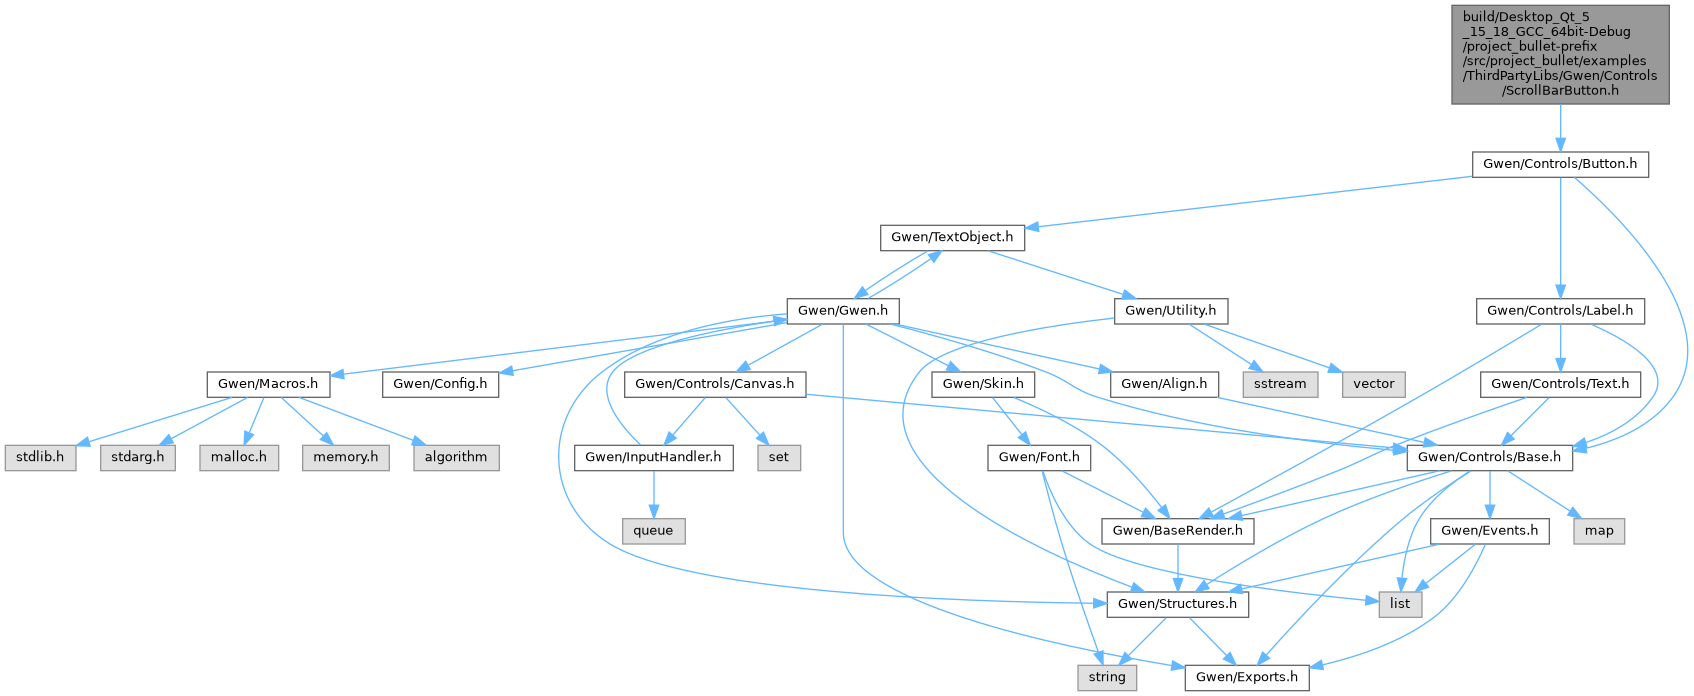 build/Desktop_Qt_5
_15_18_GCC_64bit-Debug
/project_bullet-prefix
/src/project_bullet/examples
/ThirdPartyLibs/Gwen/Controls
/ScrollBarButton.h
Gwen/Controls/Button.h
Gwen/TextObject.h
Gwen/Gwen.h
Gwen/Utility.h
Gwen/Controls/Label.h
Gwen/Macros.h
Gwen/Config.h
Gwen/Controls/Canvas.h
Gwen/Skin.h
Gwen/Align.h
sstream
vector
Gwen/Controls/Text.h
stdlib.h
stdarg.h
malloc.h
memory.h
algorithm
Gwen/InputHandler.h
set
Gwen/Font.h
Gwen/Controls/Base.h
queue
Gwen/BaseRender.h
Gwen/Events.h
map
Gwen/Structures.h
list
string
Gwen/Exports.h